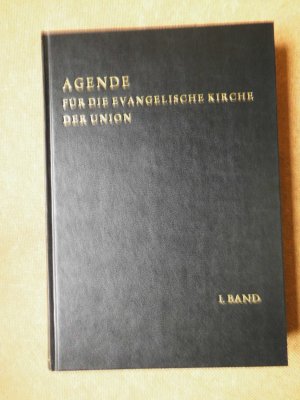 AGENDE
FÜR DIE EVANGELISCHE KIRCHE
DER UNION
I. BAND